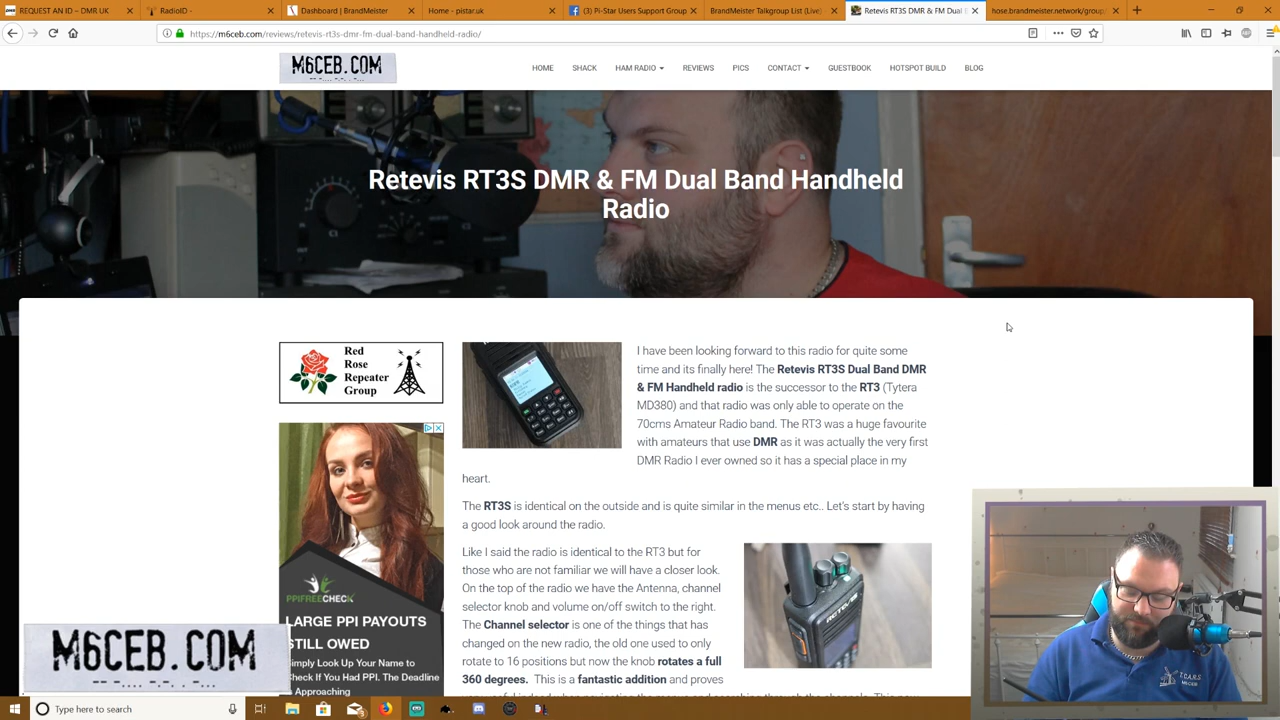 REQUEST AN ID – DMR UK
RadioID -
Dashboard | BrandMeister
Home - pistar.uk
(3) Pi-Star Users Support Group
BrandMeister Talkgroup List (Live)
Retevis RT3S DMR & FM Dual B
hose.brandmeister.network/group
https://m6ceb.com/reviews/retevis-rt3s-dmr-fm-dual-band-handheld-radio/
M6CEB.COM
HOME
SHACK
HAM RADIO
REVIEWS
PICS
CONTACT
GUESTBOOK
HOTSPOT BUILD
BLOG
Retevis RT3S DMR & FM Dual Band Handheld
Radio
Red
Rose
Repeater
Group
I have been looking forward to this radio for quite some
time and its finally here! The Retevis RT3S Dual Band DMR
& FM Handheld radio is the successor to the RT3 (Tytera
MD380) and that radio was only able to operate on the
70cms Amateur Radio band. The RT3 was a huge favourite
with amateurs that use DMR as it was actually the very first
DMR Radio I ever owned so it has a special place in my
heart.
The RT3S is identical on the outside and is quite similar in the menus etc.. Let's start by having
a good look around the radio.
Like I said the radio is identical to the RT3 but for
those who are not familiar we will have a closer look.
On the top of the radio we have the Antenna, channel
selector knob and volume on/off switch to the right.
The Channel selector is one of the things that has
changed on the new radio, the old one used to only
rotate to 16 positions but now the knob rotates a full
360 degrees. This is a fantastic addition and proves
RETEVIS
PPIFREECHECK
LARGE PPI PAYOUTS
STILL OWED
Simply Look Up Your Name to
Check If You Had PPI. The Deadline
s Approaching
M6CEB.COM
Type here to search